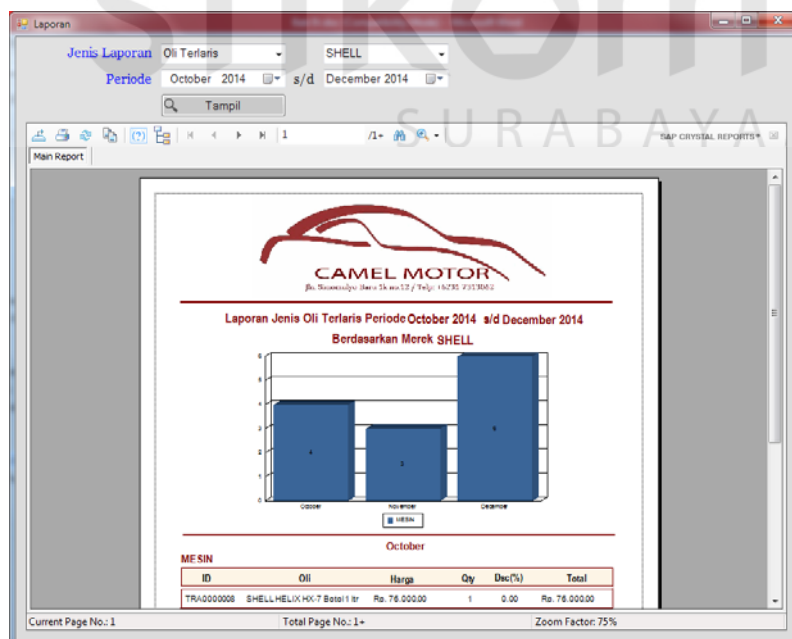 Laporan
Jenis Laporan Oli Terlaris SHELL
Periode October 2014 s/d December 2014
Tampil
SURABAYA
1 /1+ SAP CRYSTAL REPORTS
Main Report
CAMEL MOTOR
Laporan Jenis Oli Terlaris Periode October 2014 s/d December 2014
Berdasarkan Merek SHELL
6
5
4
3
2
1
0
4 3 6
October November December
MESIN
October
MESIN
ID Oli Harga Qty Dsc(%) Total
TRA0000008 SHELL HELIX HX-7 Botol 1 ltr Rp. 76.000.00 1 0.00 Rp. 76.000.00
Current Page No.: 1 Total Page No.: 1+ Zoom Factor: 75%